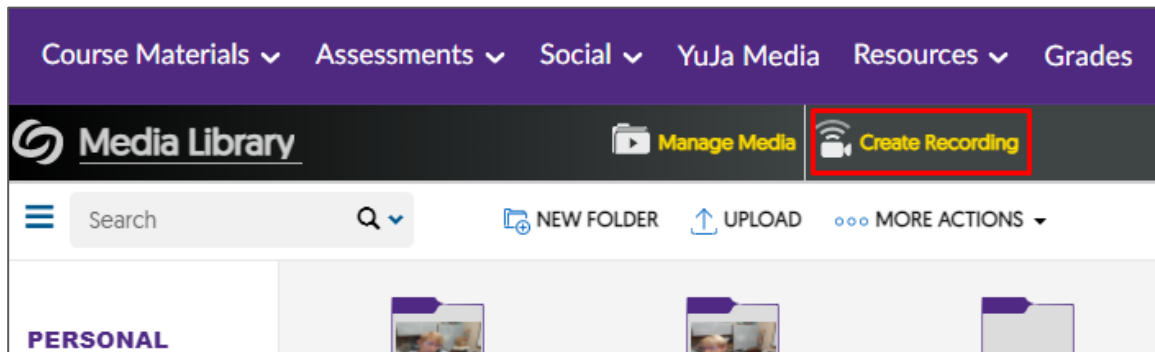 Course Materials Assessments Social YuJa Media Resources Grades
Media Library Manage Media Create Recording
Search NEW FOLDER UPLOAD MORE ACTIONS
PERSONAL